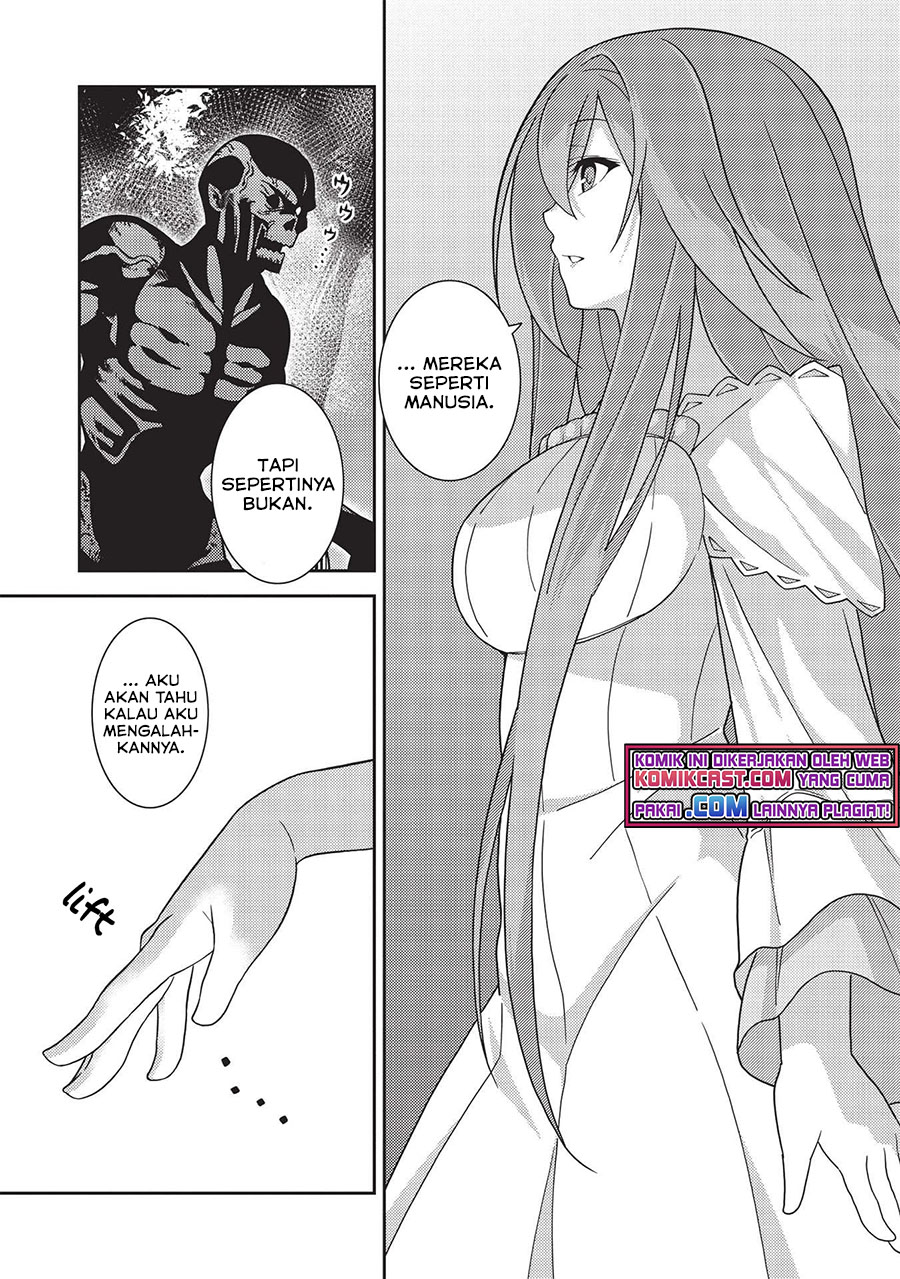 ... MEREKA
SEPERTI
MANUSIA.
ウウゥ...
TAPI
SEPERTINYA
BUKAN.
... AKU
AKAN TAHU
KALAU AKU
MENGALAH-
KANNYA.
lift
KOMIK INI DIKERJAKAN OLEH WEB
KOMIKCAST.COM YANG CUMA
PAKAI .COM LAINNYA PLAGIAT!